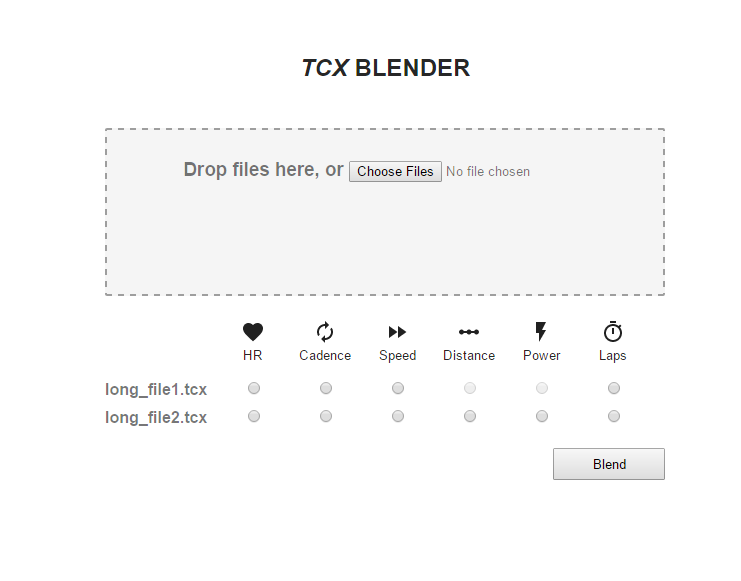 TCX BLENDER
Drop files here, or Choose Files No file chosen
HR Cadence Speed Distance Power Laps
long_file1.tcx
long_file2.tcx
Blend